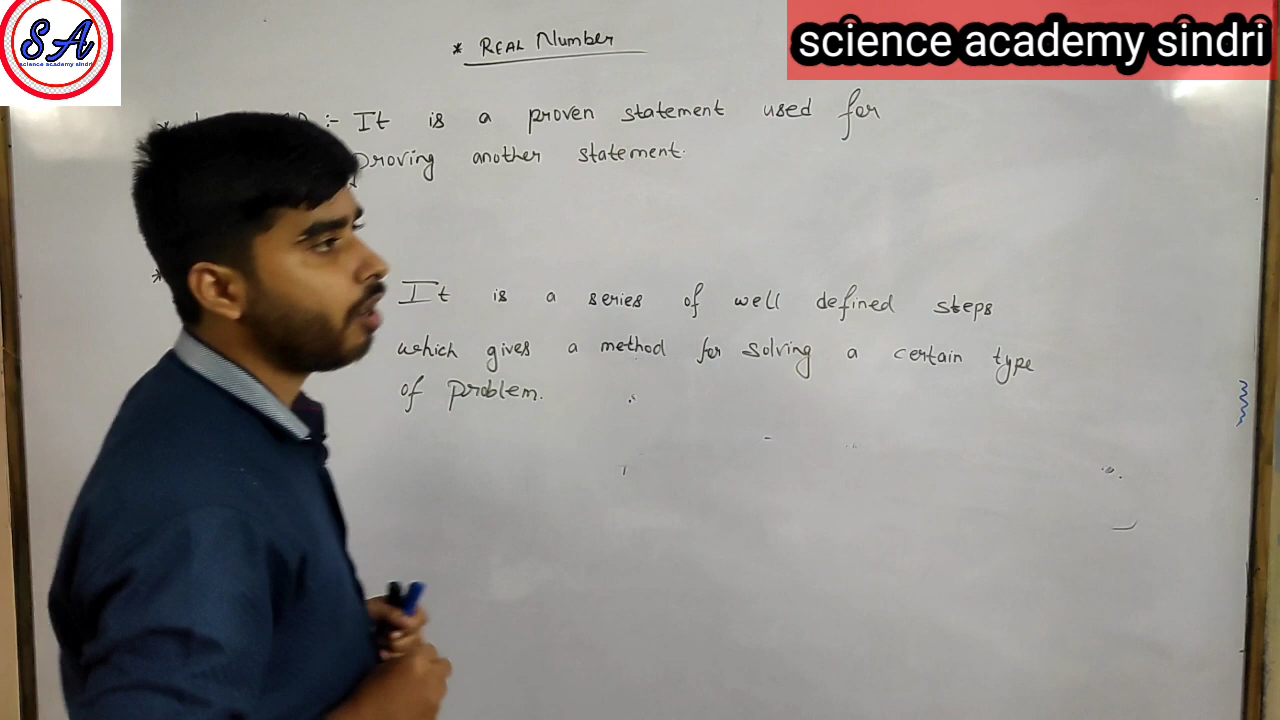 SA
science academy sindri
science academy sindri
* REAL Number
* :- It is a proven statement used for
proving another statement.
*
It is a series of well defined steps
which gives a method for solving a certain type
of problem.